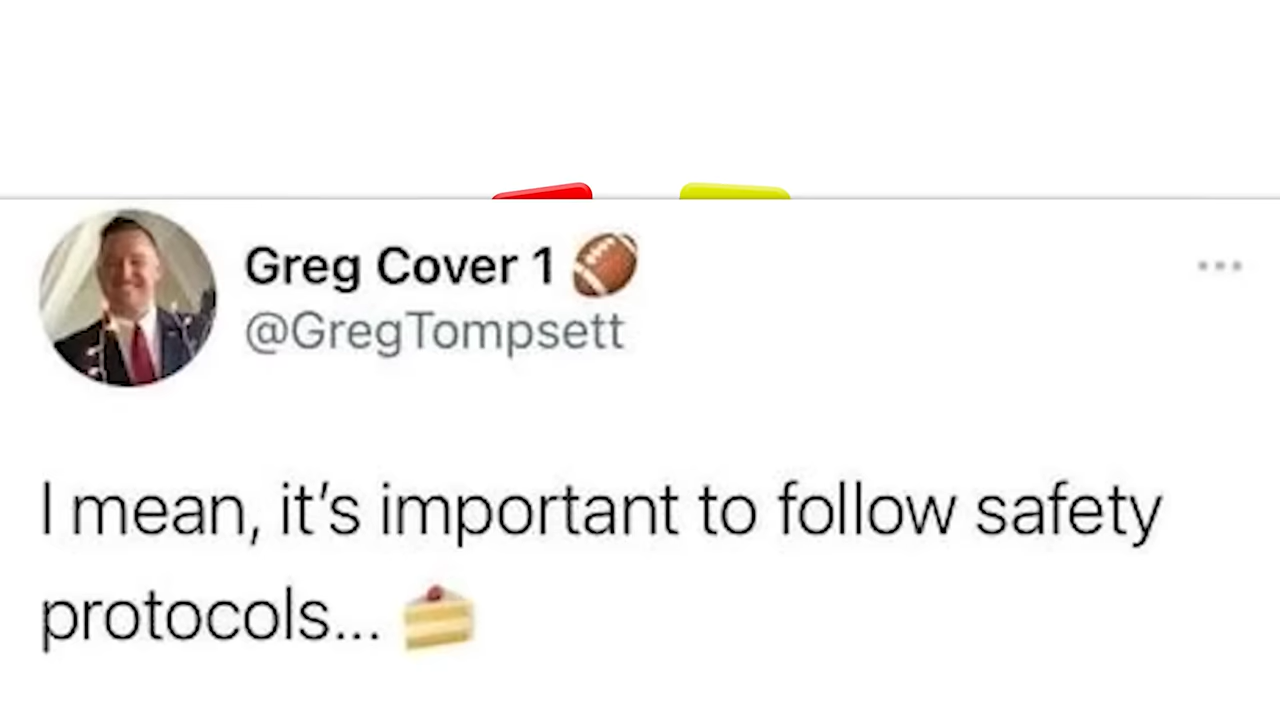 Greg Cover 1 🏈
@GregTompsett
I mean, it’s important to follow safety
protocols... 🍰